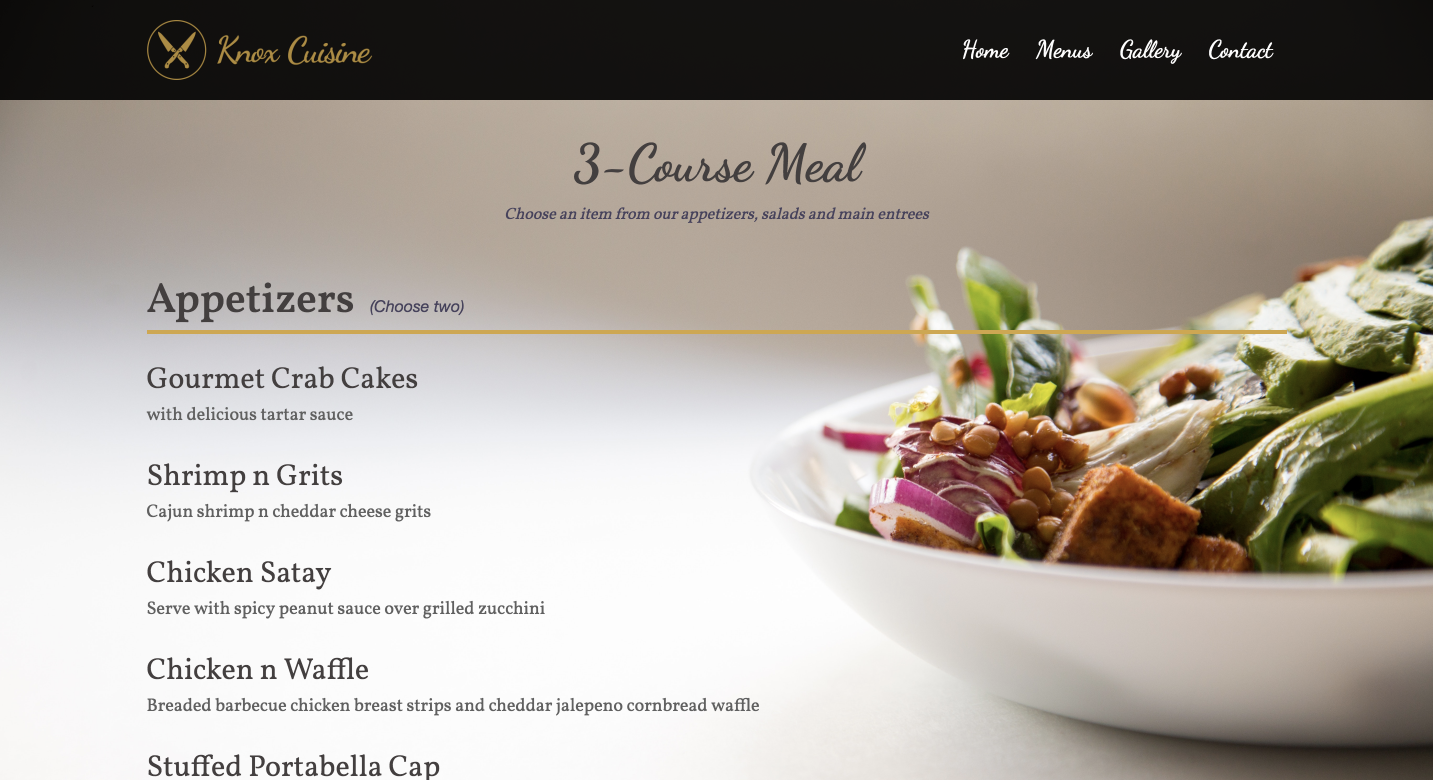 Knox Cuisine
Home Menus Gallery Contact
3-Course Meal
Choose an item from our appetizers, salads and main entrees
Appetizers (Choose two)
Gourmet Crab Cakes
with delicious tartar sauce
Shrimp n Grits
Cajun shrimp n cheddar cheese grits
Chicken Satay
Serve with spicy peanut sauce over grilled zucchini
Chicken n Waffle
Breaded barbecue chicken breast strips and cheddar jalepeno cornbread waffle
Stuffed Portabella Cap